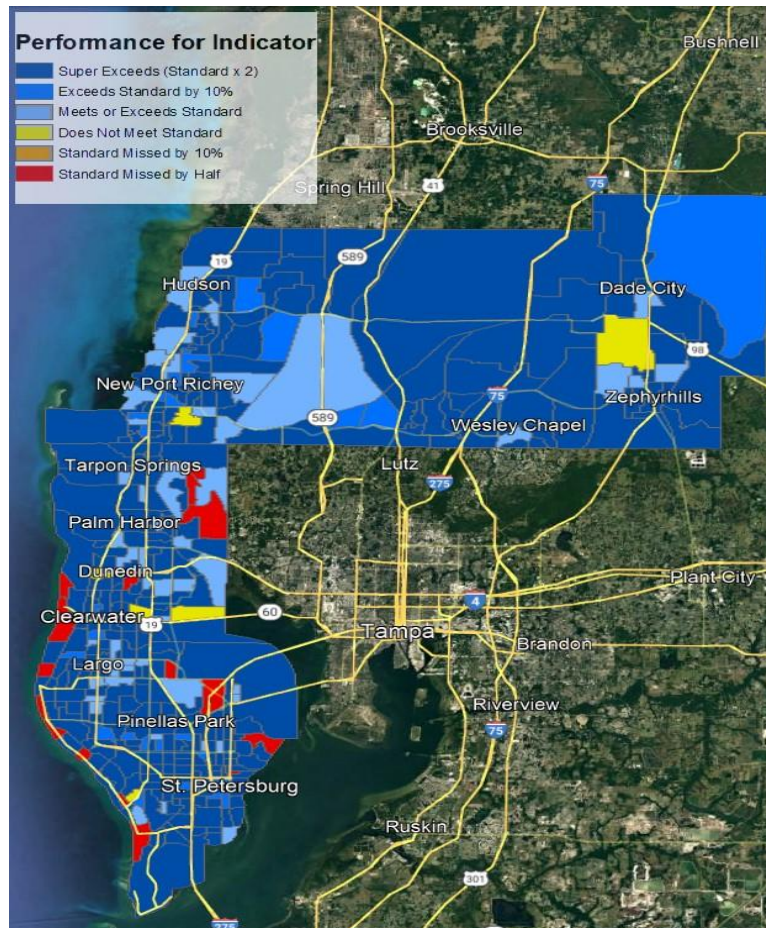 Performance for Indicator
Super Exceeds (Standard x 2)
Exceeds Standard by 10%
Meets or Exceeds Standard
Does Not Meet Standard
Standard Missed by 10%
Standard Missed by Half
Bushnell
Brooksville
Spring Hill
41
75
19
589
Hudson
Dade City
98
New Port Richey
75
Zephyrhills
589
Wesley Chapel
Tarpon Springs
Lutz
275
Palm Harbor
Dunedin
Plant City
4
60
Clearwater
19
Tampa
Brandon
Largo
Riverview
Pinellas Park
75
St. Petersburg
Ruskin
301
275